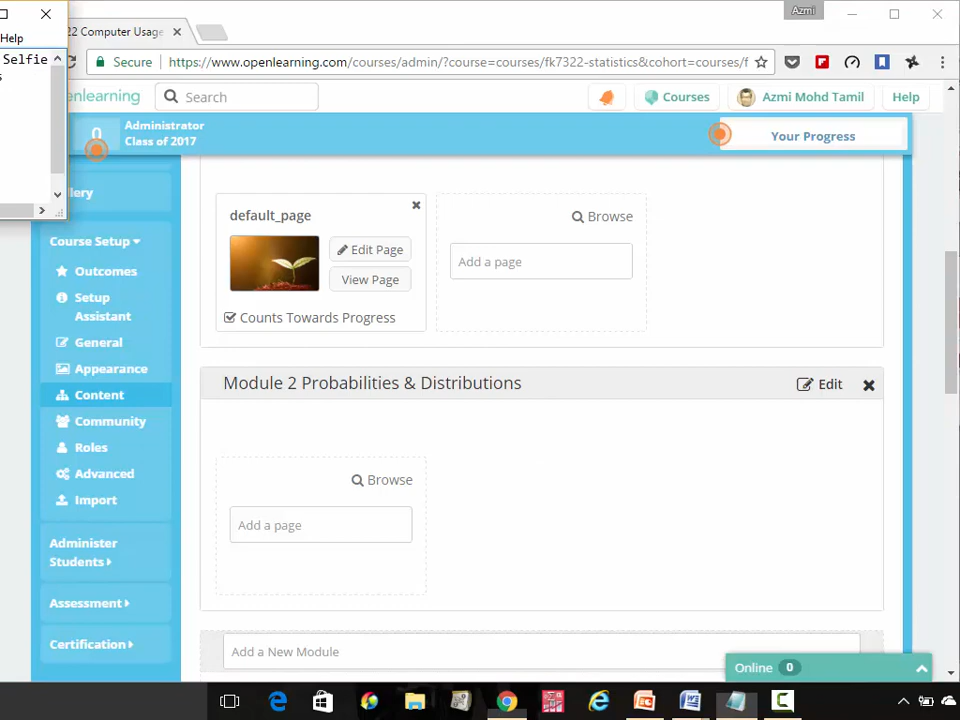 Azmi
22 Computer Usage
Help
Selfie
s
Secure
https://www.openlearning.com/courses/admin/?course=courses/fk7322-statistics&cohort=courses/f
enlearning
Search
Courses
Azmi Mohd Tamil
Help
Administrator
Class of 2017
Your Progress
llery
default_page
Browse
Edit Page
Add a page
View Page
Counts Towards Progress
Course Setup
Outcomes
Setup
Assistant
General
Appearance
Content
Community
Roles
Advanced
Import
Module 2 Probabilities & Distributions
Edit
Browse
Add a page
Administer
Students
Assessment
Certification
Add a New Module
Online 0